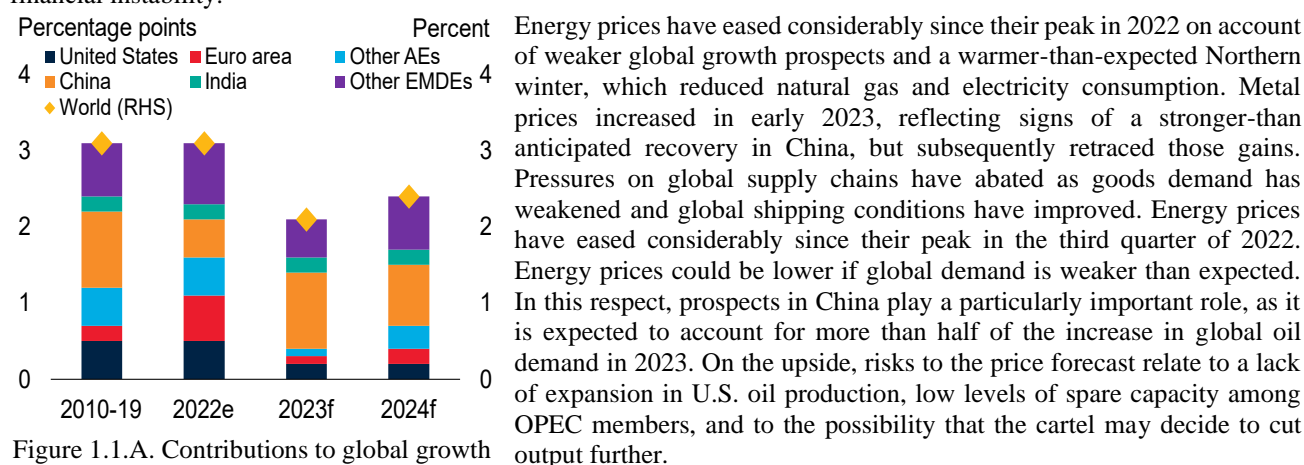 financial instability.
Percentage points Percent
United States Euro area Other AEs
China India Other EMDEs
World (RHS)
4 4
3 3
2 2
1 1
0 0
2010-19 2022e 2023f 2024f
Figure 1.1.A. Contributions to global growth
Energy prices have eased considerably since their peak in 2022 on account
of weaker global growth prospects and a warmer-than-expected Northern
winter, which reduced natural gas and electricity consumption. Metal
prices increased in early 2023, reflecting signs of a stronger-than
anticipated recovery in China, but subsequently retraced those gains.
Pressures on global supply chains have abated as goods demand has
weakened and global shipping conditions have improved. Energy prices
have eased considerably since their peak in the third quarter of 2022.
Energy prices could be lower if global demand is weaker than expected.
In this respect, prospects in China play a particularly important role, as it
is expected to account for more than half of the increase in global oil
demand in 2023. On the upside, risks to the price forecast relate to a lack
of expansion in U.S. oil production, low levels of spare capacity among
OPEC members, and to the possibility that the cartel may decide to cut
output further.